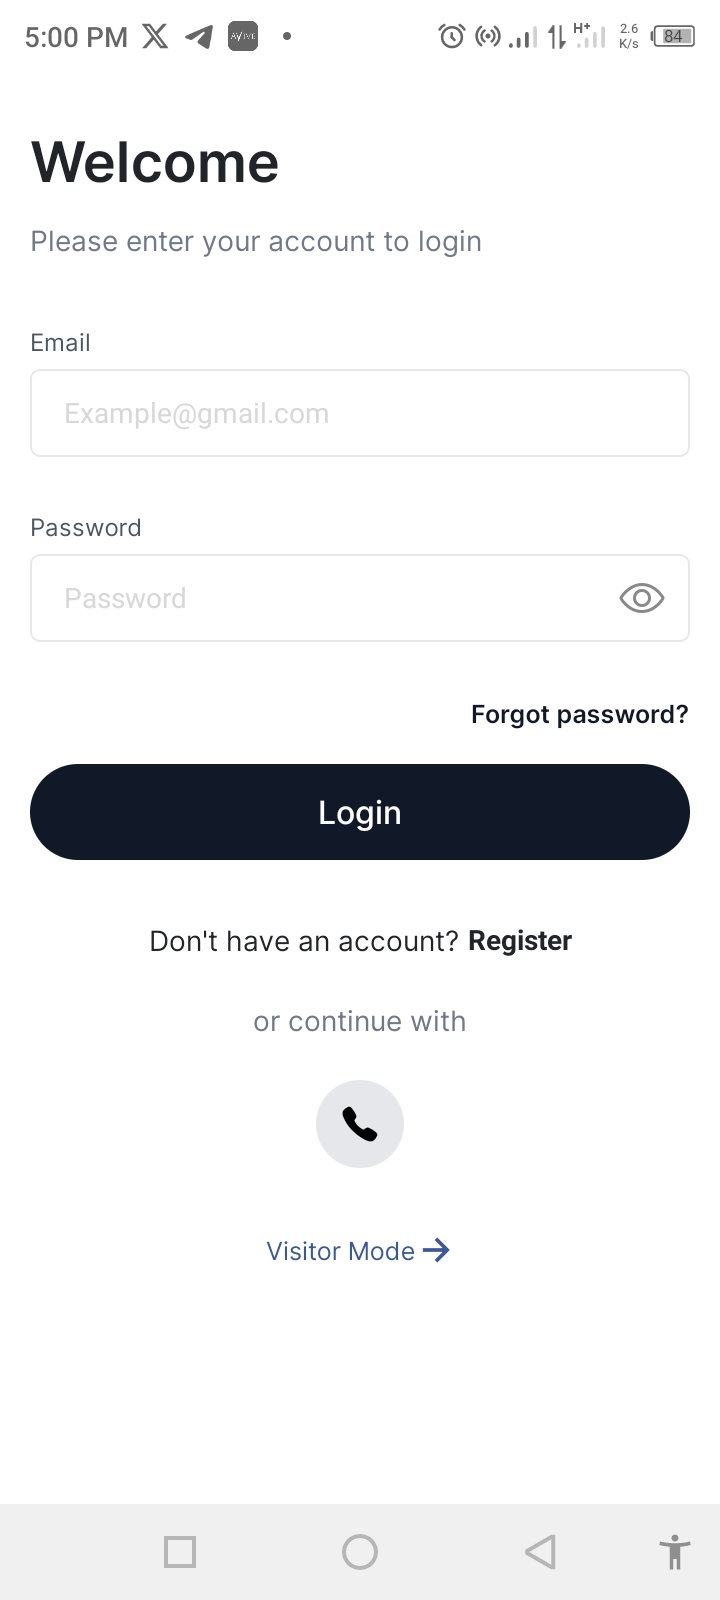 5:00 PM AVIVE H+ 2.6 K/s 84
Welcome
Please enter your account to login
Email
Example@gmail.com
Password
Password
Forgot password?
Login
Don't have an account? Register
or continue with
Visitor Mode